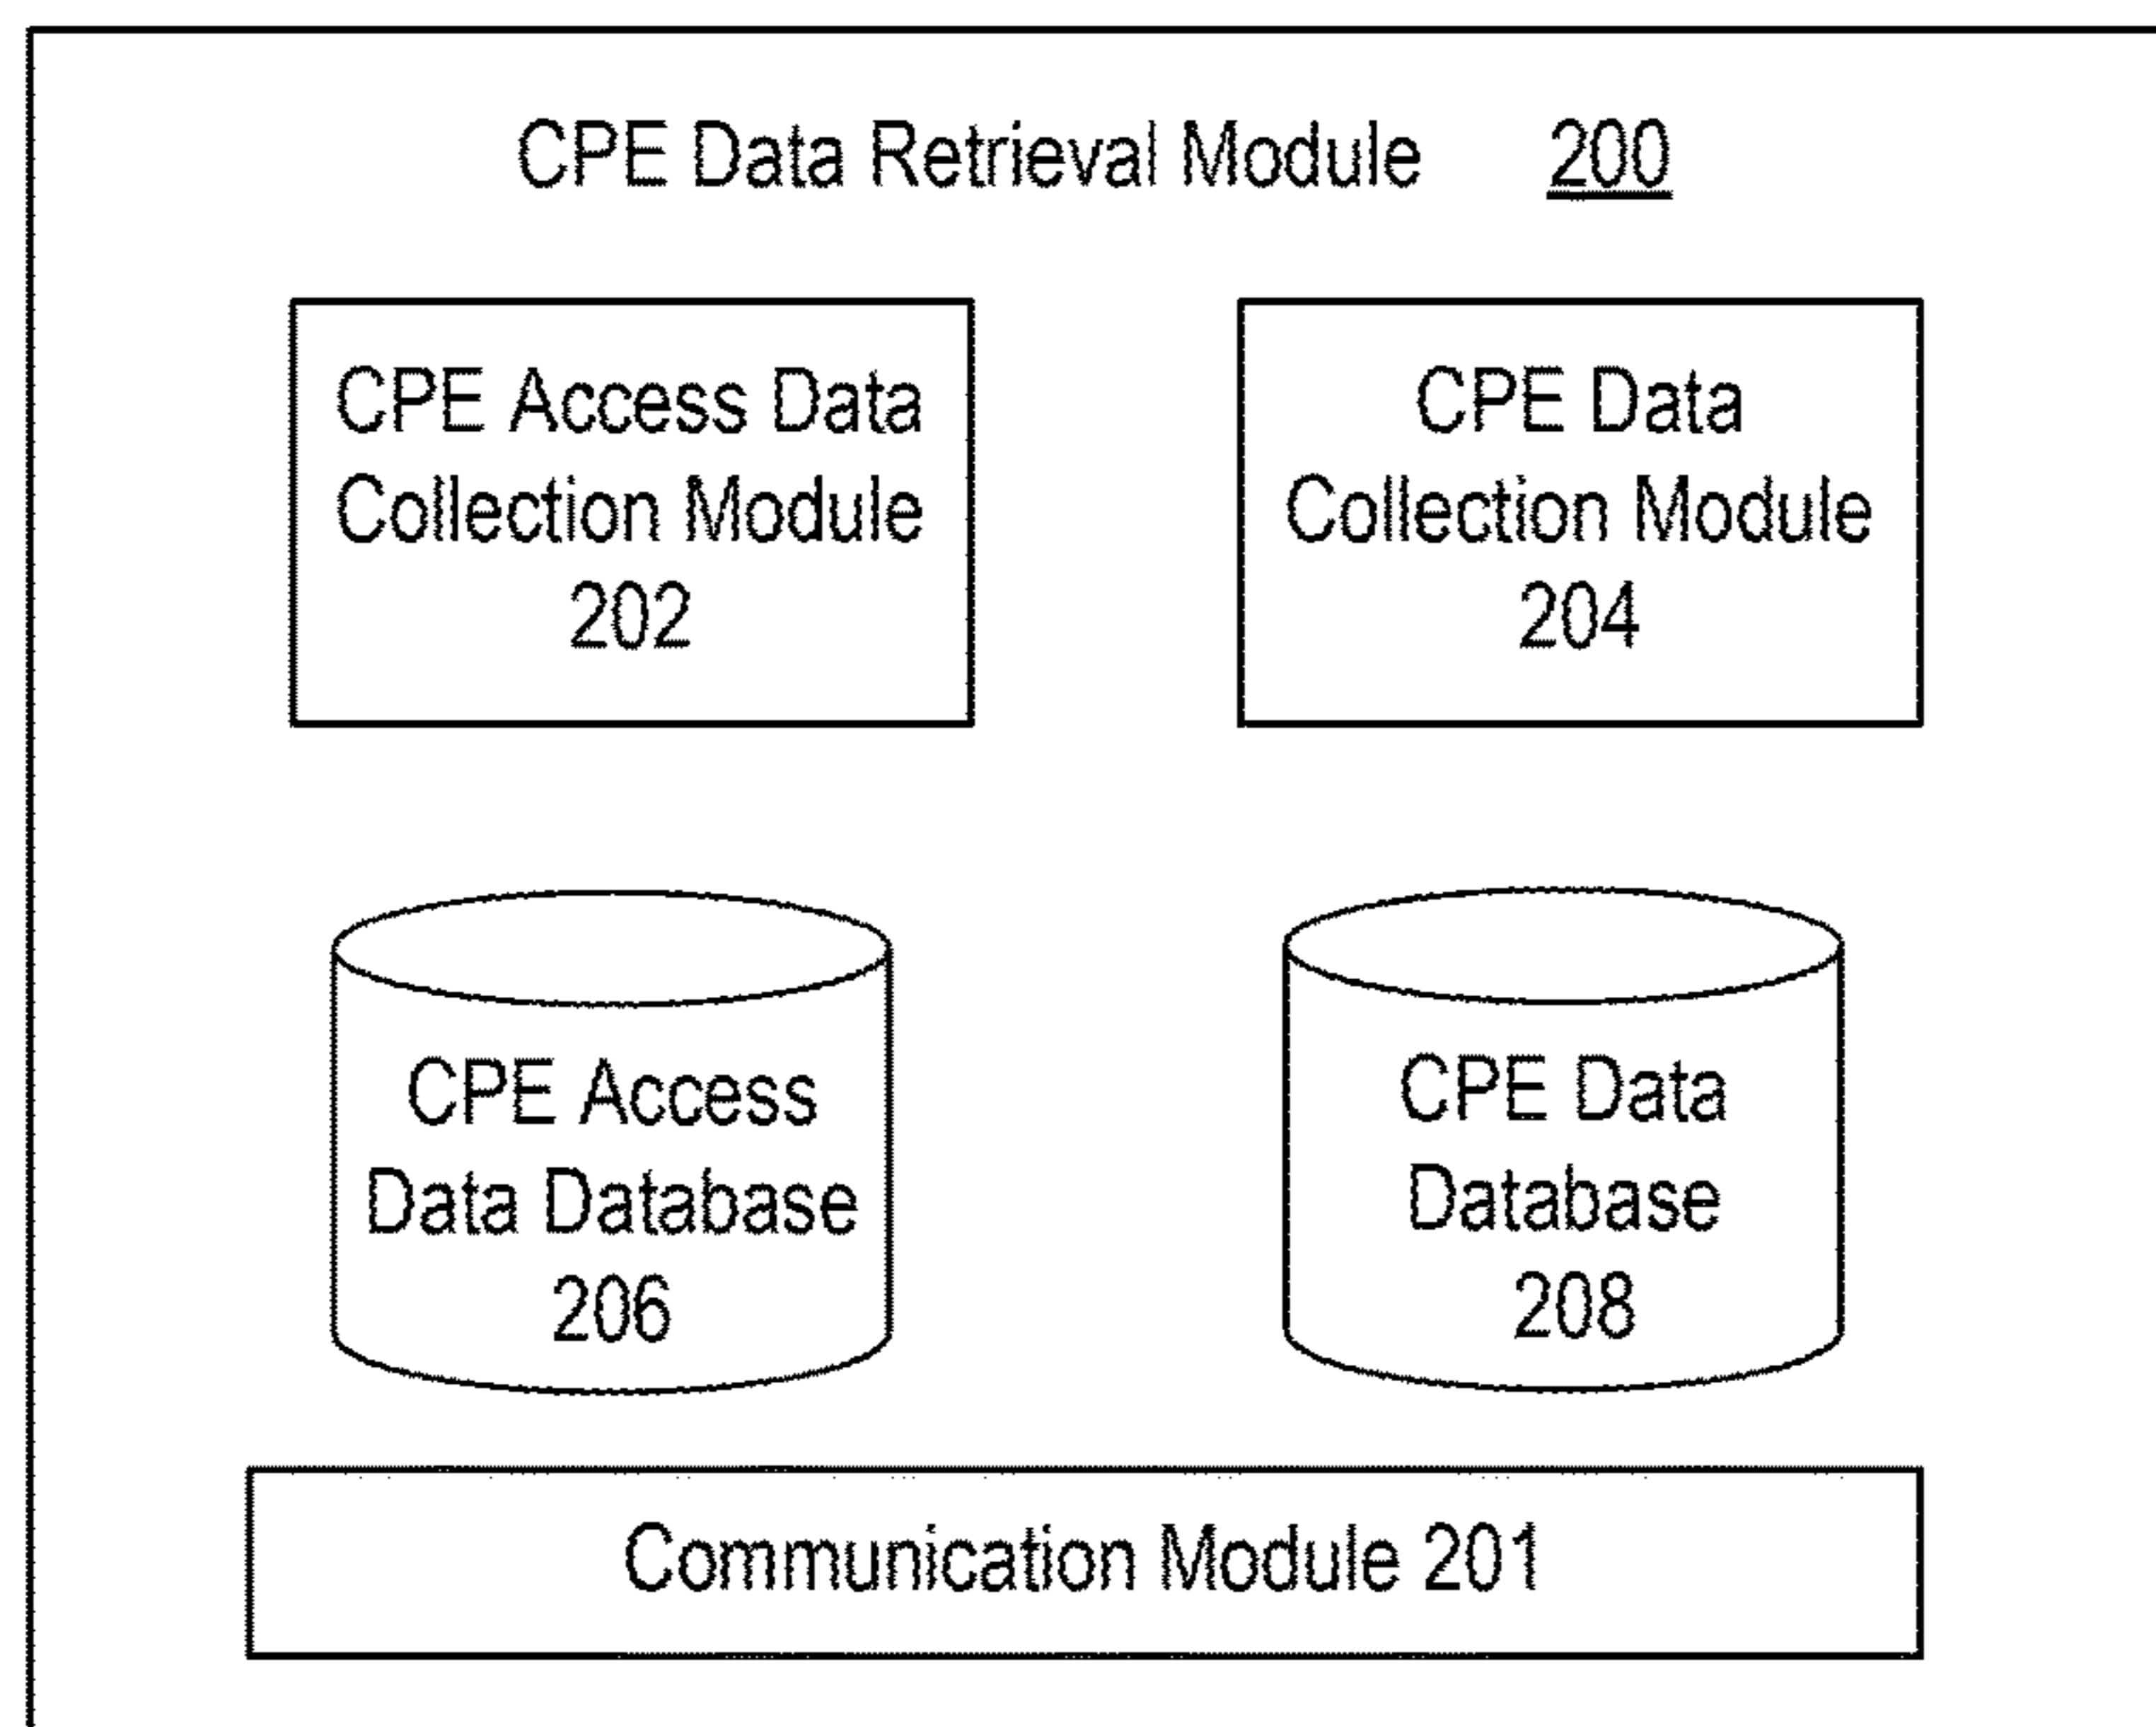 CPE Data Retrieval Module 200
CPE Access Data
Collection Module
202
CPE Data
Collection Module
204
CPE Access
Data Database
206
CPE Data
Database
208
Communication Module 201